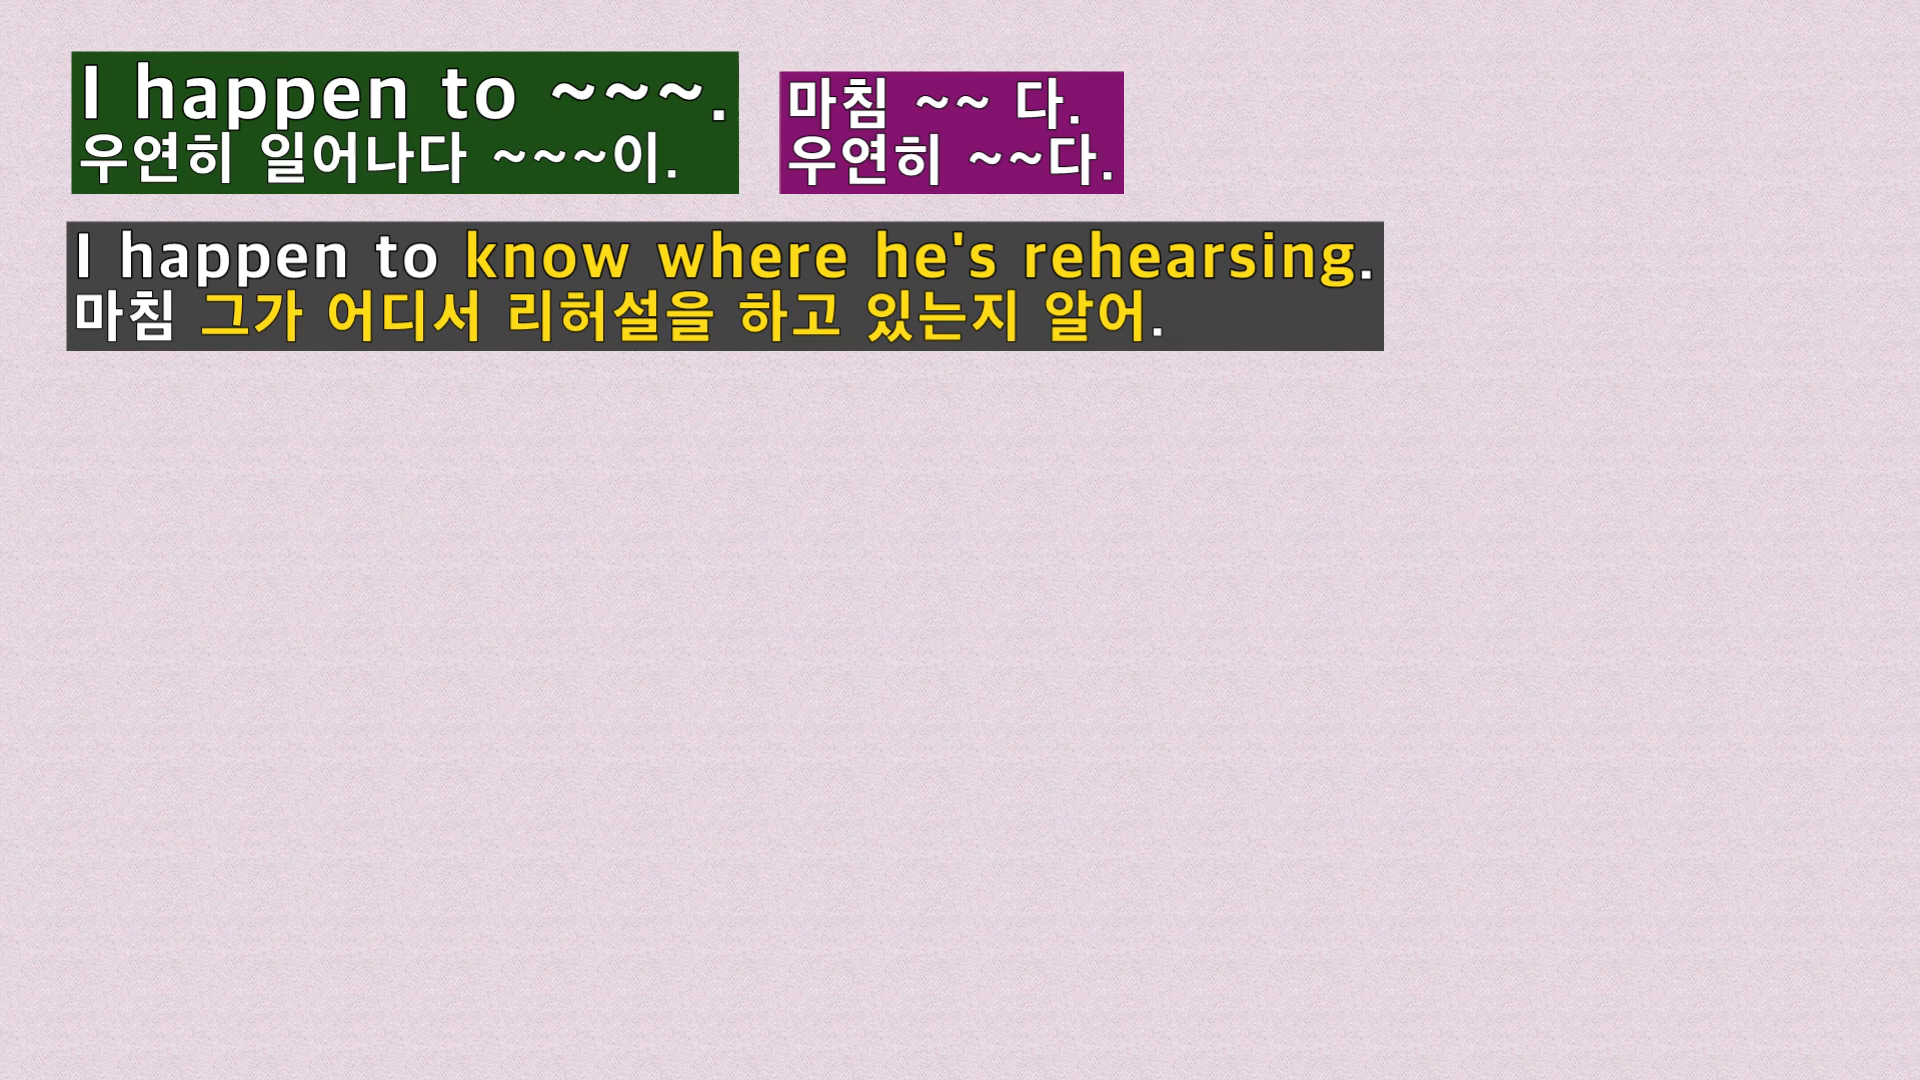 I happen to ~~~.
우연히 일어나다 ~~~이.
마침 ~~ 다.
우연히 ~~다.
I happen to know where he's rehearsing.
마침 그가 어디서 리허설을 하고 있는지 알어.